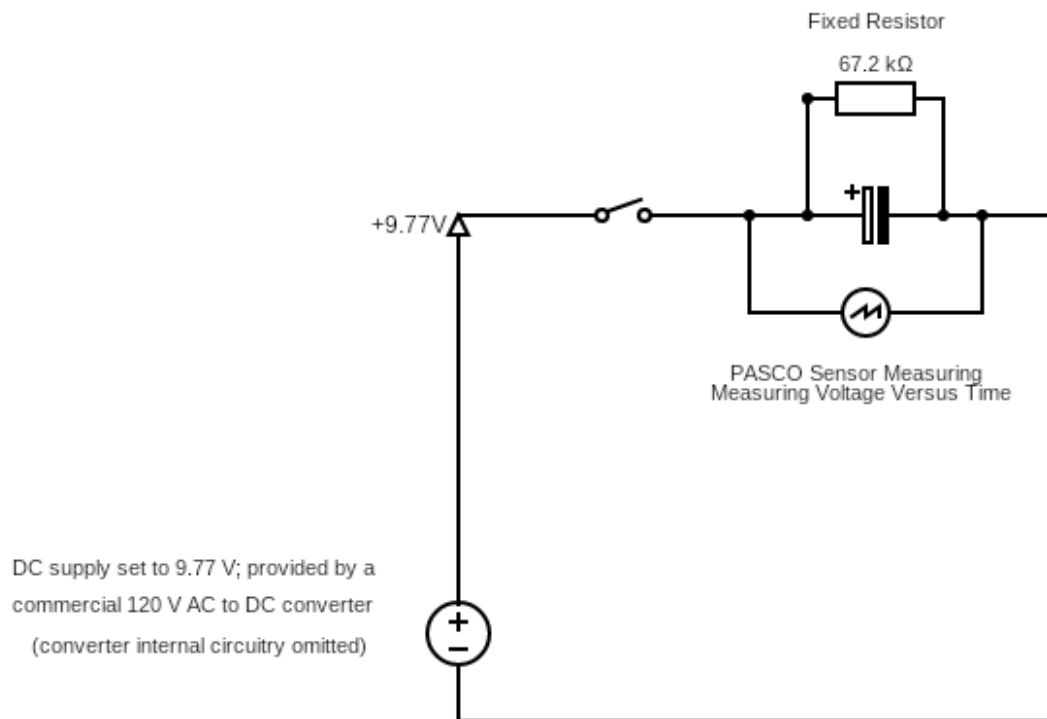 Fixed Resistor
67.2 kΩ
+
+9.77V
PASCO Sensor Measuring
Measuring Voltage Versus Time
DC supply set to 9.77 V; provided by a
commercial 120 V AC to DC converter
(converter internal circuitry omitted)
+
−